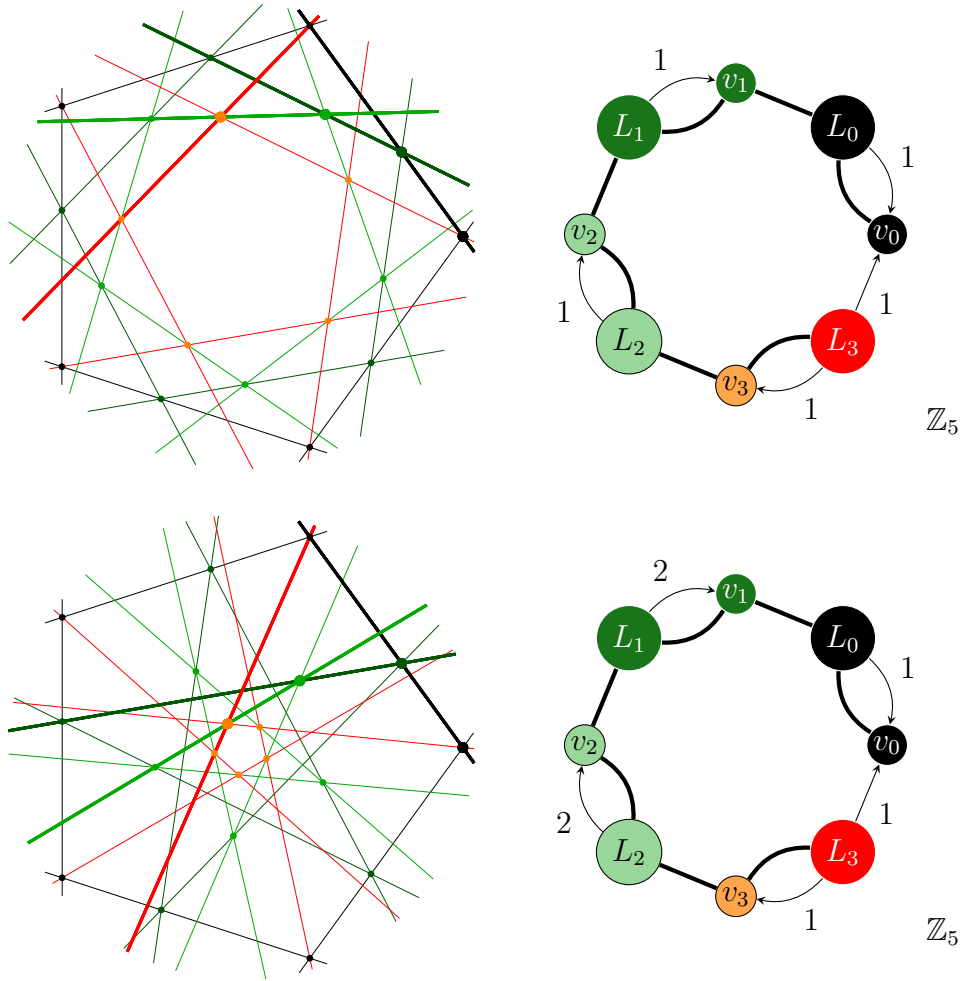 1
v₁
L₁
L₀
1
v₂
v₀
1
L₂
L₃
1
v₃
1
ℤ₅
2
v₁
L₁
L₀
1
v₂
v₀
2
L₂
L₃
1
v₃
1
ℤ₅